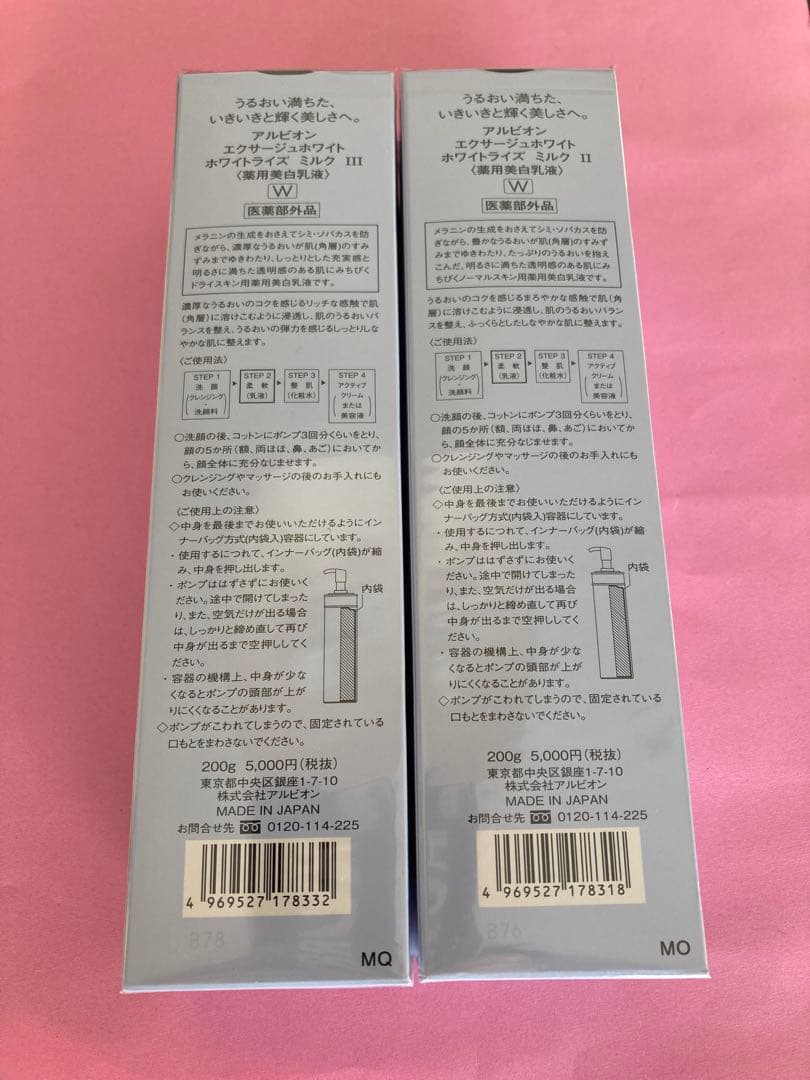 うるおい満ちた、
いきいきと輝く美しさへ。
アルビオン
エクサージュホワイト
ホワイトライズ ミルク III
〈薬用美白乳液〉
W
医薬部外品
メラニンの生成をおさえてシミ・ソバカスを防
ぎながら、濃厚なうるおいが肌(角層)のすみ
ずみまでゆきわたり、しっとりとした充実感と
明るさに満ちた透明感のある肌にみちびく
ドライスキン用薬用美白乳液です。
濃厚なうるおいのコクを感じるリッチな感触で肌
(角層)に溶けこむように浸透し、肌のうるおいバラ
ンスを整え、うるおいの弾力を感じるしっとりしな
やかな肌に整えます。
〈ご使用法〉
STEP 1
洗顔
(クレンジング・洗顔料)
STEP 2
柔軟
(乳液)
STEP 3
整肌
(化粧水)
STEP 4
アクティブ
クリーム
または
美容液
○洗顔の後、コットンにポンプ3回分くらいをとり、
顔の5か所(額、両ほほ、鼻、あご)においてか
ら、顔全体に充分なじませます。
○クレンジングやマッサージの後のお手入れにも
お使いください。
〈ご使用上の注意〉
◇中身を最後までお使いいただけるようにイン
ナーバッグ方式(内袋入)容器にしています。
・使用するにつれて、インナーバッグ(内袋)が縮
み、中身を押し出します。
・ポンプははずさずにお使いく
ださい。途中で開けてしまった
り、また、空気だけが出る場合
は、しっかりと締め直して再び
中身が出るまで空押ししてく
ださい。
・容器の機構上、中身が少な
くなるとポンプの頭部が上が
りにくくなることがあります。
内袋
◇ポンプがこわれてしまうので、固定されている
口もとをまわさないでください。
200g 5,000円(税抜)
東京都中央区銀座1-7-10
株式会社アルビオン
MADE IN JAPAN
お問合せ先 0120-114-225
4 969527 178332
B78
MQ
うるおい満ちた、
いきいきと輝く美しさへ。
アルビオン
エクサージュホワイト
ホワイトライズ ミルク II
〈薬用美白乳液〉
W
医薬部外品
メラニンの生成をおさえてシミ・ソバカスを防
ぎながら、豊かなうるおいが肌(角層)のすみず
みまでゆきわたり、たっぷりのうるおいを抱え
こんだ、明るさに満ちた透明感のある肌にみ
ちびくノーマルスキン用薬用美白乳液です。
うるおいのコクを感じるまろやかな感触で肌(角
層)に溶けこむように浸透し、肌のうるおいバラン
スを整え、ふっくらとしたしなやかな肌に整えます。
〈ご使用法〉
STEP 1
洗顔
(クレンジング・洗顔料)
STEP 2
柔軟
(乳液)
STEP 3
整肌
(化粧水)
STEP 4
アクティブ
クリーム
または
美容液
○洗顔の後、コットンにポンプ3回分くらいをとり、
顔の5か所(額、両ほほ、鼻、あご)においてか
ら、顔全体に充分なじませます。
○クレンジングやマッサージの後のお手入れにも
お使いください。
〈ご使用上の注意〉
◇中身を最後までお使いいただけるようにイン
ナーバッグ方式(内袋入)容器にしています。
・使用するにつれて、インナーバッグ(内袋)が縮
み、中身を押し出します。
・ポンプははずさずにお使いく
ださい。途中で開けてしまった
り、また、空気だけが出る場合
は、しっかりと締め直して再び
中身が出るまで空押ししてく
ださい。
・容器の機構上、中身が少な
くなるとポンプの頭部が上が
りにくくなることがあります。
内袋
◇ポンプがこわれてしまうので、固定されている
口もとをまわさないでください。
200g 5,000円(税抜)
東京都中央区銀座1-7-10
株式会社アルビオン
MADE IN JAPAN
お問合せ先 0120-114-225
4 969527 178318
B76
MO